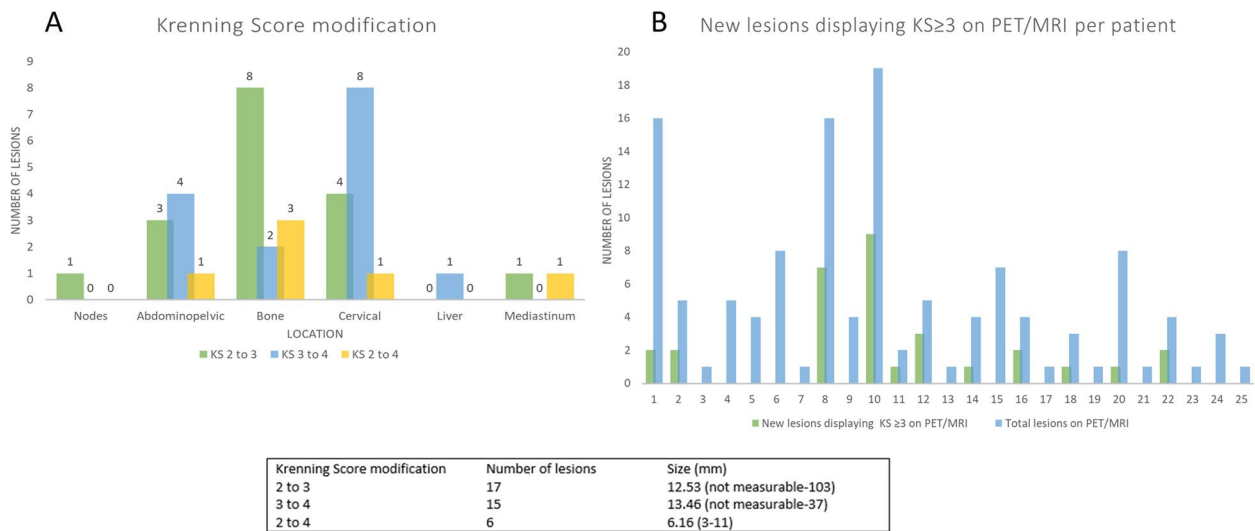 A
Krenning Score modification
NUMBER OF LESIONS
9
8
7
6
5
4
3
2
1
0
1 0 0
3 4 1
8 2 3
4 8 1
0 1 0
1 0 1
Nodes Abdominopelvic Bone Cervical Liver Mediastinum
LOCATION
KS 2 to 3 KS 3 to 4 KS 2 to 4
B
New lesions displaying KS≥3 on PET/MRI per patient
NUMBER OF LESIONS
20
18
16
14
12
10
8
6
4
2
0
1 2 3 4 5 6 7 8 9 10 11 12 13 14 15 16 17 18 19 20 21 22 23 24 25
New lesions displaying KS ≥3 on PET/MRI Total lesions on PET/MRI
Krenning Score modification Number of lesions Size (mm)
2 to 3 17 12.53 (not measurable-103)
3 to 4 15 13.46 (not measurable-37)
2 to 4 6 6.16 (3-11)